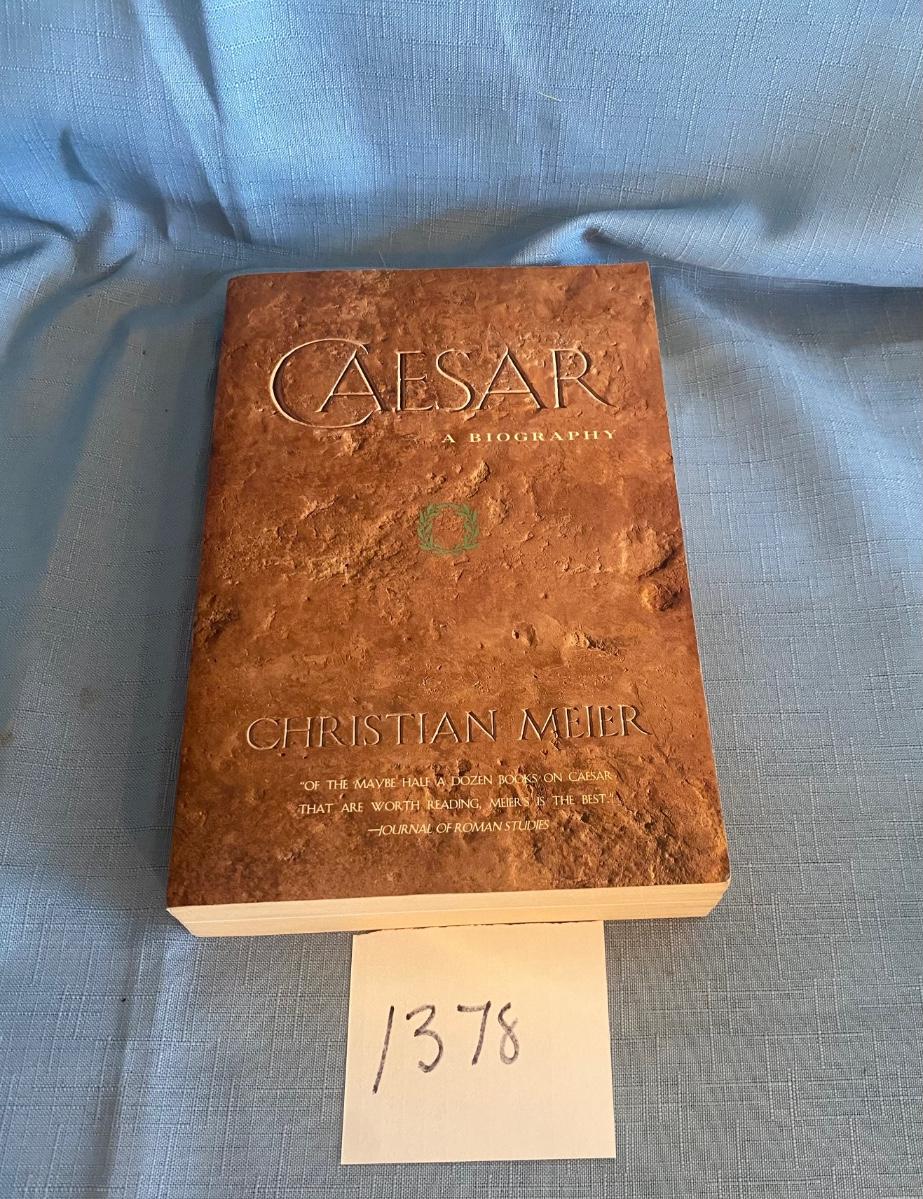 CAESAR
A BIOGRAPHY
CHRISTIAN MEIER
"OF THE MAYBE HALF A DOZEN BOOKS ON CAESAR
THAT ARE WORTH READING, MEIER'S IS THE BEST."
—JOURNAL OF ROMAN STUDIES
1378